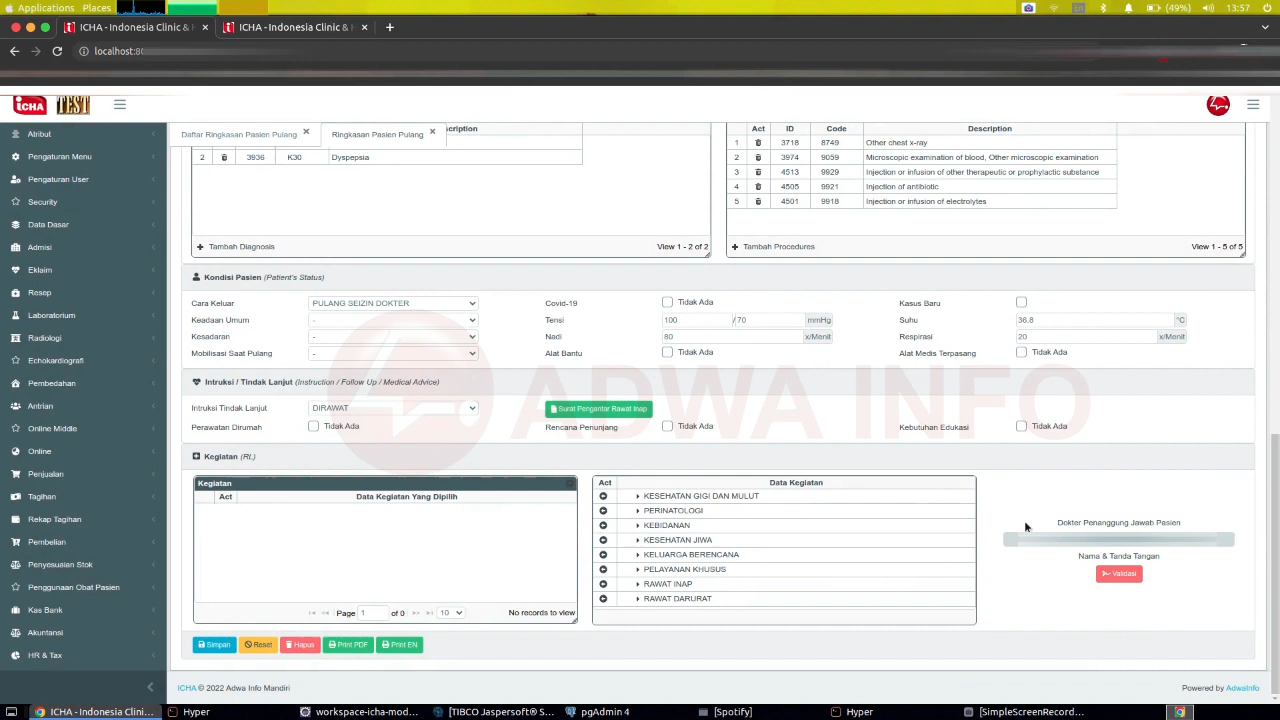 Applications Places En (49%) 13:57
ICHA - Indonesia Clinic & H × ICHA - Indonesia Clinic & H × +
localhost:80
iCHA TEST
Daftar Ringkasan Pasien Pulang × Ringkasan Pasien Pulang ×
Atribut
Pengaturan Menu
Pengaturan User
Security
Data Dasar
Admisi
Eklaim
Resep
Laboratorium
Radiologi
Echokardiografi
Pembedahan
Antrian
Online Middle
Online
Penjualan
Tagihan
Rekap Tagihan
Pembelian
Penyesuaian Stok
Penggunaan Obat Pasien
Kas Bank
Akuntansi
HR & Tax
cription
2 3936 K30 Dyspepsia
Tambah Diagnosis View 1 - 2 of 2
Act ID Code Description
1 3718 8749 Other chest x-ray
2 3974 9059 Microscopic examination of blood, Other microscopic examination
3 4513 9929 Injection or infusion of other therapeutic or prophylactic substance
4 4505 9921 Injection of antibiotic
5 4501 9918 Injection or infusion of electrolytes
Tambah Procedures View 1 - 5 of 5
Kondisi Pasien (Patient's Status)
Cara Keluar PULANG SEIZIN DOKTER Covid-19 Tidak Ada Kasus Baru
Keadaan Umum - Tensi 100 / 70 mmHg Suhu 36.8 °C
Kesadaran - Nadi 80 x/Menit Respirasi 20 x/Menit
Mobilisasi Saat Pulang - Alat Bantu Tidak Ada Alat Medis Terpasang Tidak Ada
ADWA INFO
Intruksi / Tindak Lanjut (Instruction / Follow Up / Medical Advice)
Intruksi Tindak Lanjut DIRAWAT Surat Pengantar Rawat Inap
Perawatan Dirumah Tidak Ada Rencana Penunjang Tidak Ada Kebutuhan Edukasi Tidak Ada
Kegiatan (RL)
Kegiatan
Act Data Kegiatan Yang Dipilih
Page 1 of 0 10 No records to view
Act Data Kegiatan
KESEHATAN GIGI DAN MULUT
PERINATOLOGI
KEBIDANAN
KESEHATAN JIWA
KELUARGA BERENCANA
PELAYANAN KHUSUS
RAWAT INAP
RAWAT DARURAT
Dokter Penanggung Jawab Pasien
Nama & Tanda Tangan
Validasi
Simpan Reset Hapus Print PDF Print EN
ICHA © 2022 Adwa Info Mandiri Powered by AdwaInfo
ICHA - Indonesia Clini... Hyper workspace-icha-mod... [TIBCO Jaspersoft® S... pgAdmin 4 [Spotify] Hyper [SimpleScreenRecord...